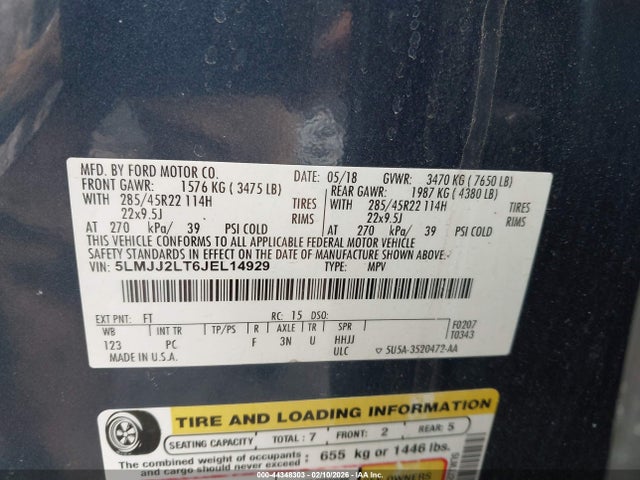 MFD. BY FORD MOTOR CO. DATE: 05/18 GVWR: 3470 KG ( 7650 LB)
FRONT GAWR: 1576 KG ( 3475 LB) REAR GAWR: 1987 KG ( 4380 LB)
WITH 285/45R22 114H TIRES WITH 285/45R22 114H TIRES
22x9.5J RIMS 22x9.5J RIMS
AT 270 kPa/ 39 PSI COLD AT 270 kPa/ 39 PSI COLD
THIS VEHICLE CONFORMS TO ALL APPLICABLE FEDERAL MOTOR VEHICLE
SAFETY STANDARDS IN EFFECT ON THE DATE OF MANUFACTURE SHOWN ABOVE.
VIN: 5LMJJ2LT6JEL14929 TYPE: MPV
EXT PNT: FT RC: 15 DSO: F0207
WB INT TR TP/PS R AXLE TR SPR T0343
123 PC F 3N U HHJJ
ULC
MADE IN U.S.A. 5U5A-3520472-AA
TIRE AND LOADING INFORMATION
SEATING CAPACITY TOTAL : 7 FRONT: 2 REAR: 5
The combined weight of occupants and cargo should never exceed : 655 kg or 1446 lbs.
000-44348303 - 02/10/2026 - IAAI.COM